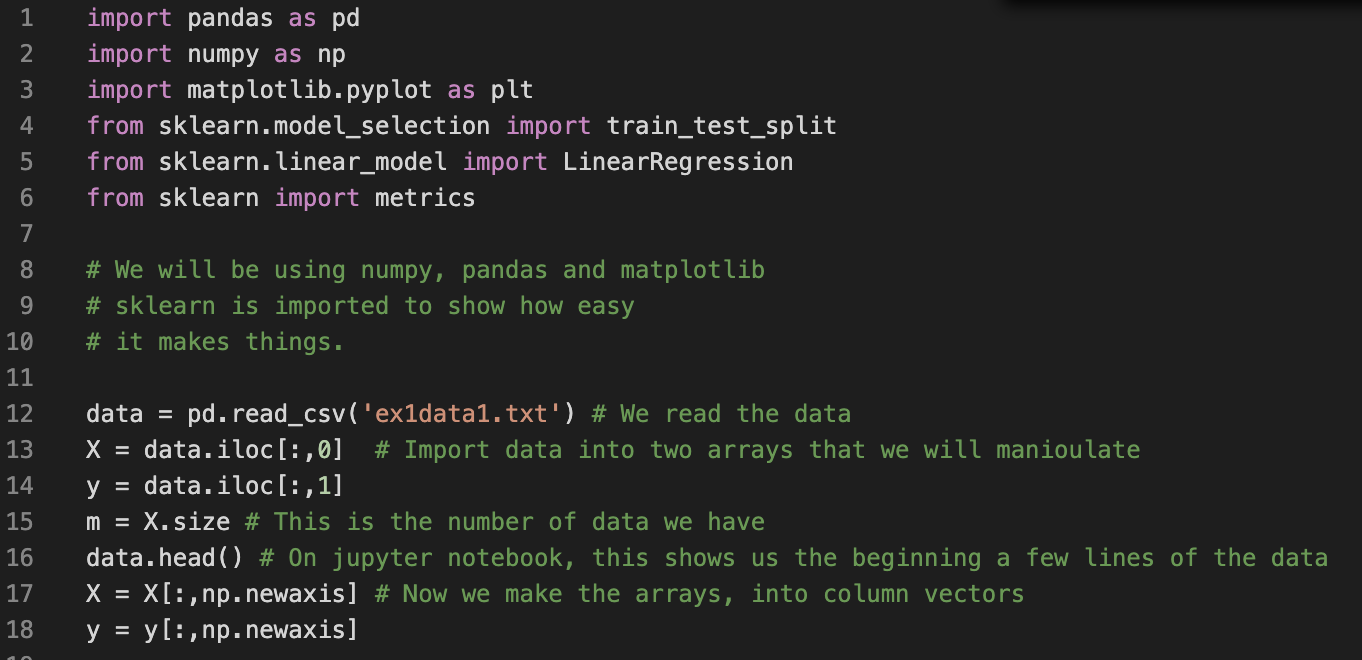 1 import pandas as pd
2 import numpy as np
3 import matplotlib.pyplot as plt
4 from sklearn.model_selection import train_test_split
5 from sklearn.linear_model import LinearRegression
6 from sklearn import metrics
7
8 # We will be using numpy, pandas and matplotlib
9 # sklearn is imported to show how easy
10 # it makes things.
11
12 data = pd.read_csv('ex1data1.txt') # We read the data
13 X = data.iloc[:,0]  # Import data into two arrays that we will manioulate
14 y = data.iloc[:,1]
15 m = X.size # This is the number of data we have
16 data.head() # On jupyter notebook, this shows us the beginning a few lines of the data
17 X = X[:,np.newaxis] # Now we make the arrays, into column vectors
18 y = y[:,np.newaxis]